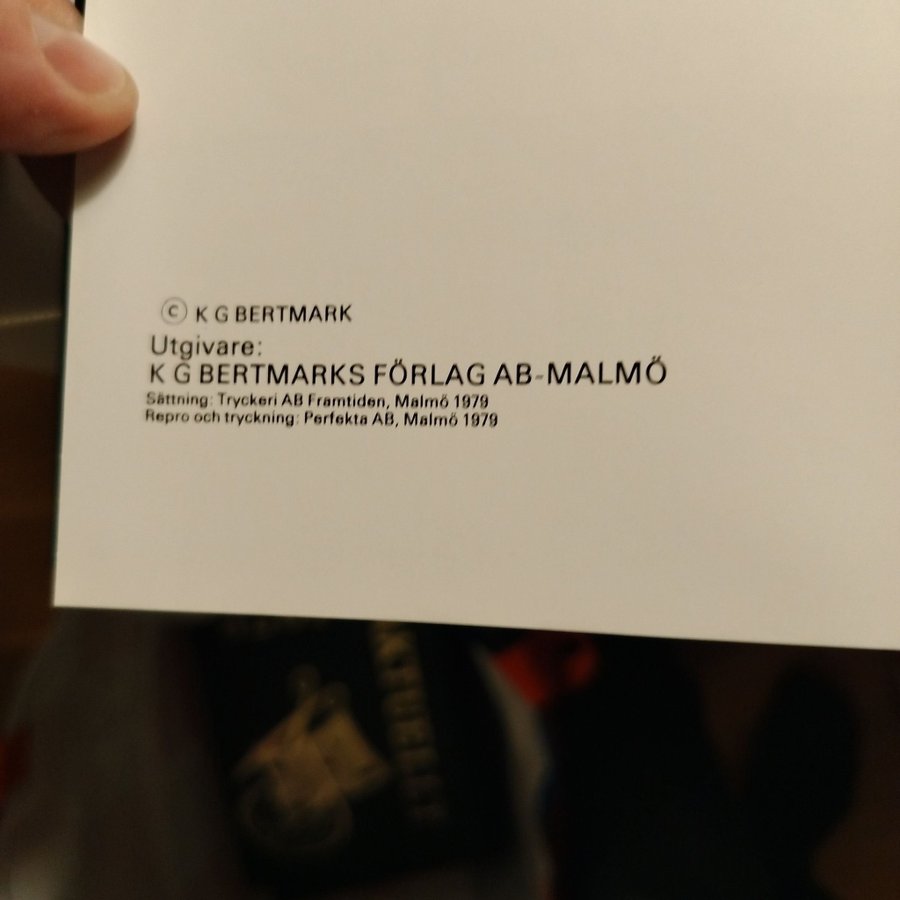 © K G BERTMARK
Utgivare:
K G BERTMARKS FÖRLAG AB-MALMÖ
Sättning: Tryckeri AB Framtiden, Malmö 1979
Repro och tryckning: Perfekta AB, Malmö 1979